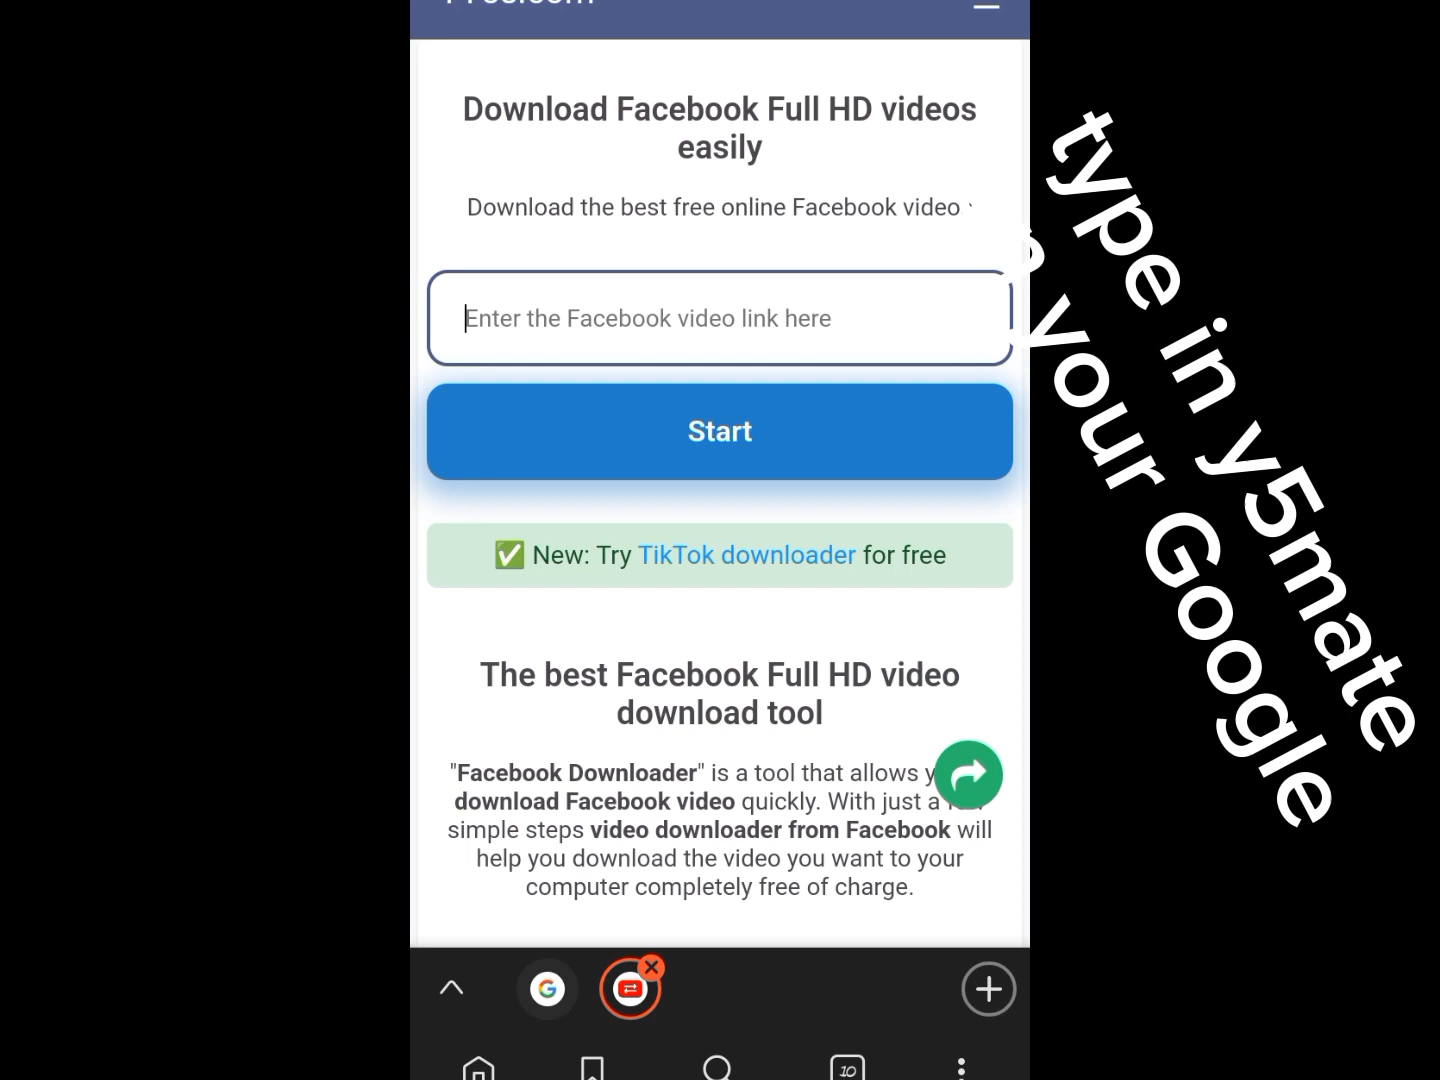 Download Facebook Full HD videos
easily
Download the best free online Facebook video
Enter the Facebook video link here
Start
✅ New: Try TikTok downloader for free
The best Facebook Full HD video
download tool
"Facebook Downloader" is a tool that allows
download Facebook video quickly. With just a
simple steps video downloader from Facebook will
help you download the video you want to your
computer completely free of charge.
10
type in y5mate
your Google